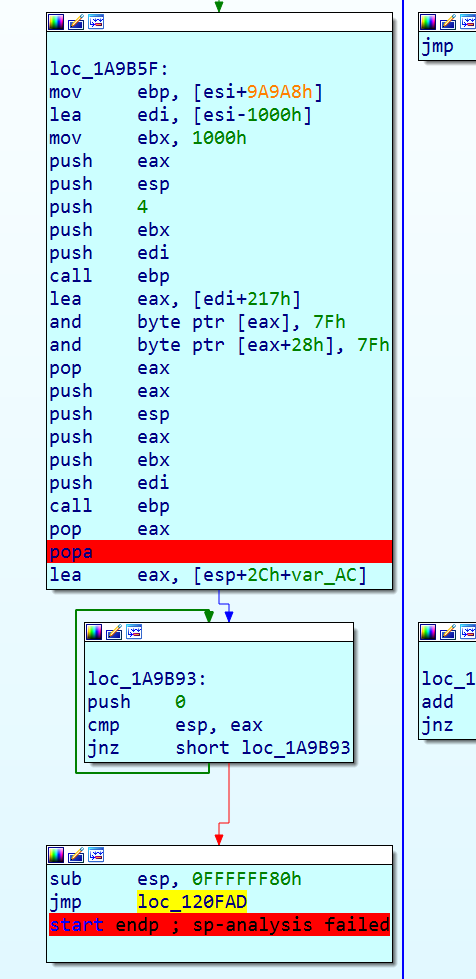 jmp
loc_1A9B5F:
mov ebp, [esi+9A9A8h]
lea edi, [esi-1000h]
mov ebx, 1000h
push eax
push esp
push 4
push ebx
push edi
call ebp
lea eax, [edi+217h]
and byte ptr [eax], 7Fh
and byte ptr [eax+28h], 7Fh
pop eax
push eax
push esp
push eax
push ebx
push edi
call ebp
pop eax
popa
lea eax, [esp+2Ch+var_AC]
loc_1A9B93:
push 0
cmp esp, eax
jnz short loc_1A9B93
loc_1
add
jnz
sub esp, 0FFFFFF80h
jmp loc_120FAD
start endp ; sp-analysis failed